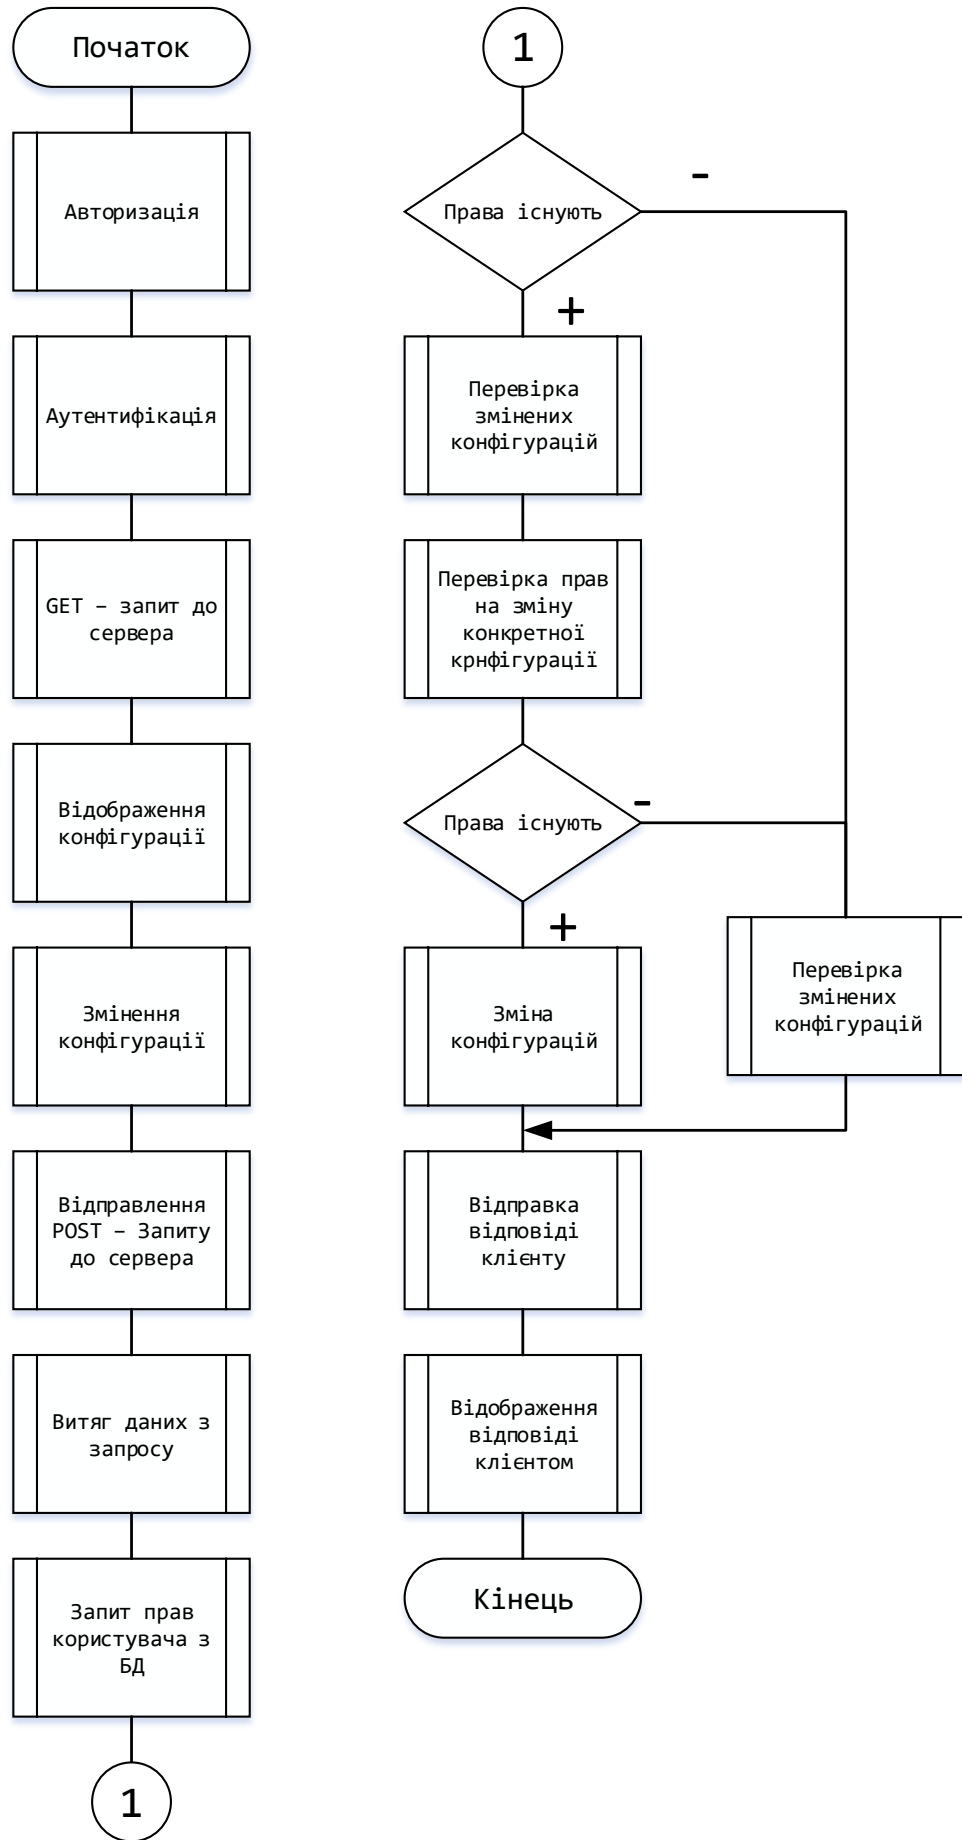 Початок
Авторизація
Аутентифікація
GET – запит до
сервера
Відображення
конфігурації
Змінення
конфігурації
Відправлення
POST – Запиту
до сервера
Витяг даних з
запросу
Запит прав
користувача з
БД
1
1
Права існують
-
+
Перевірка
змінених
конфігурацій
Перевірка прав
на зміну
конкретної
крнфігурації
Права існують
-
+
Зміна
конфігурацій
Перевірка
змінених
конфігурацій
Відправка
відповіді
клієнту
Відображення
відповіді
клієнтом
Кінець